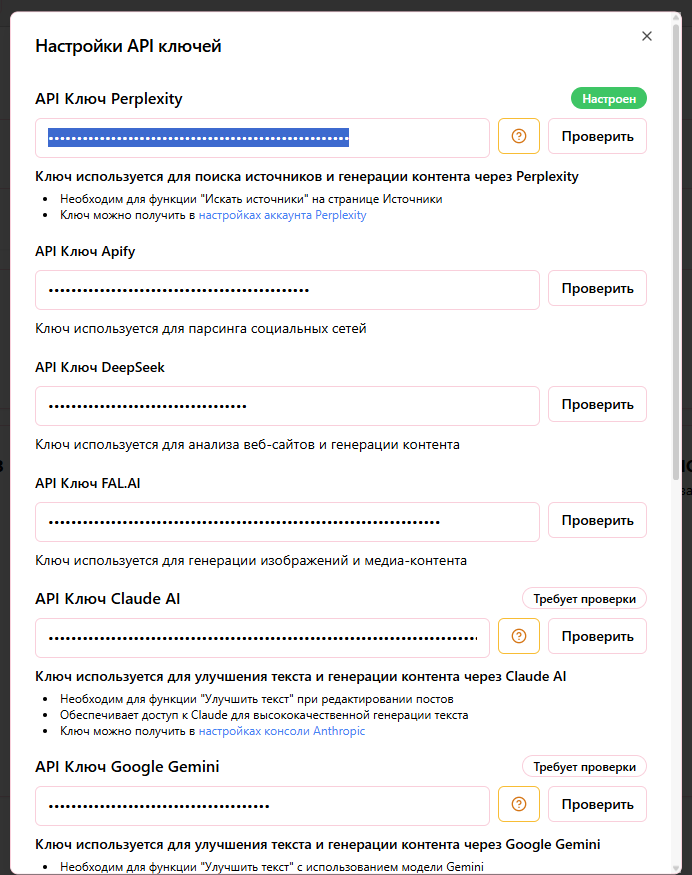 Настройки API ключей
API Ключ Perplexity
Настроен
Проверить
Ключ используется для поиска источников и генерации контента через Perplexity
Необходим для функции "Искать источники" на странице Источники
Ключ можно получить в настройках аккаунта Perplexity
API Ключ Apify
Проверить
Ключ используется для парсинга социальных сетей
API Ключ DeepSeek
Проверить
Ключ используется для анализа веб-сайтов и генерации контента
API Ключ FAL.AI
Проверить
Ключ используется для генерации изображений и медиа-контента
API Ключ Claude AI
Требует проверки
Проверить
Ключ используется для улучшения текста и генерации контента через Claude AI
Необходим для функции "Улучшить текст" при редактировании постов
Обеспечивает доступ к Claude для высококачественной генерации текста
Ключ можно получить в настройках консоли Anthropic
API Ключ Google Gemini
Требует проверки
Проверить
Ключ используется для улучшения текста и генерации контента через Google Gemini
Необходим для функции "Улучшить текст" с использованием модели Gemini